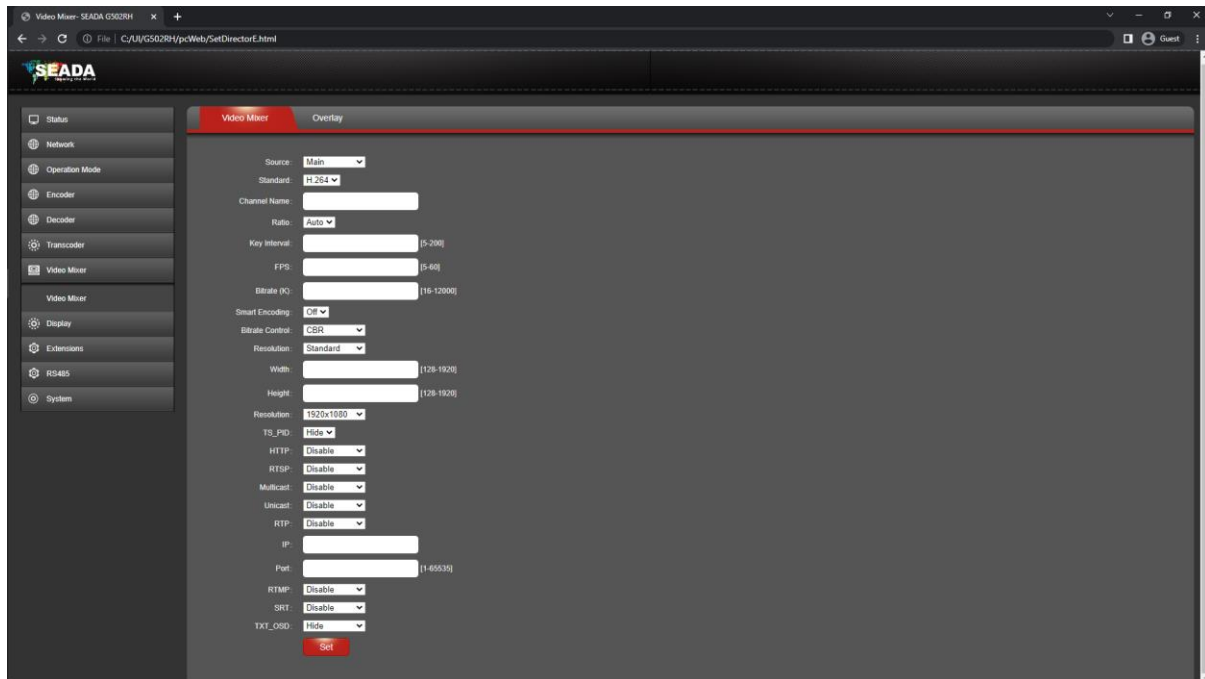 Video Mixer- SEADA G502RH
File | C:/UI/G502RH/pcWeb/SetDirectorE.html
Guest
SEADA
Status
Network
Operation Mode
Encoder
Decoder
Transcoder
Video Mixer
Video Mixer
Display
Extensions
RS485
System
Video Mixer Overlay
Source: Main
Standard: H.264
Channel Name:
Ratio: Auto
Key Interval: [5-200]
FPS: [5-60]
Bitrate (K): [16-12000]
Smart Encoding: Off
Bitrate Control: CBR
Resolution: Standard
Width: [128-1920]
Height: [128-1920]
Resolution: 1920x1080
TS_PID: Hide
HTTP: Disable
RTSP: Disable
Multicast: Disable
Unicast: Disable
RTP: Disable
IP:
Port: [1-65535]
RTMP: Disable
SRT: Disable
TXT_OSD: Hide
Set